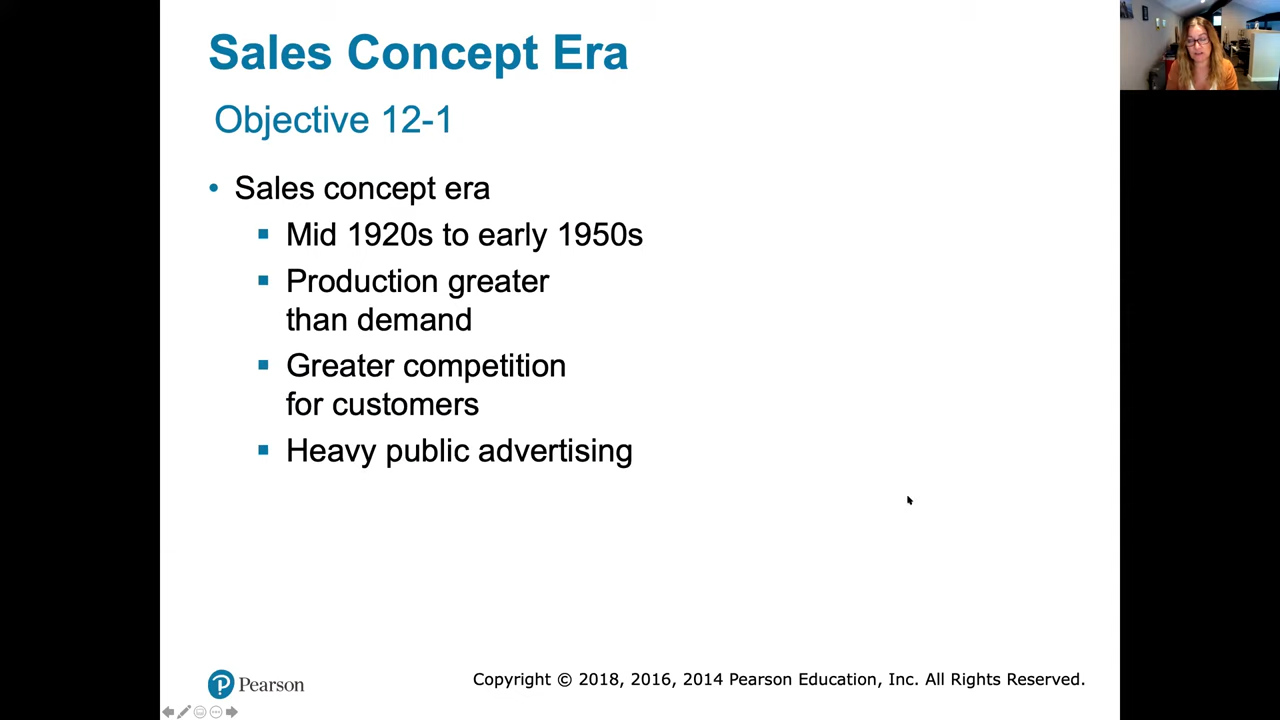 Sales Concept Era
Objective 12-1
• Sales concept era
▪ Mid 1920s to early 1950s
▪ Production greater
than demand
▪ Greater competition
for customers
▪ Heavy public advertising
Pearson
Copyright © 2018, 2016, 2014 Pearson Education, Inc. All Rights Reserved.